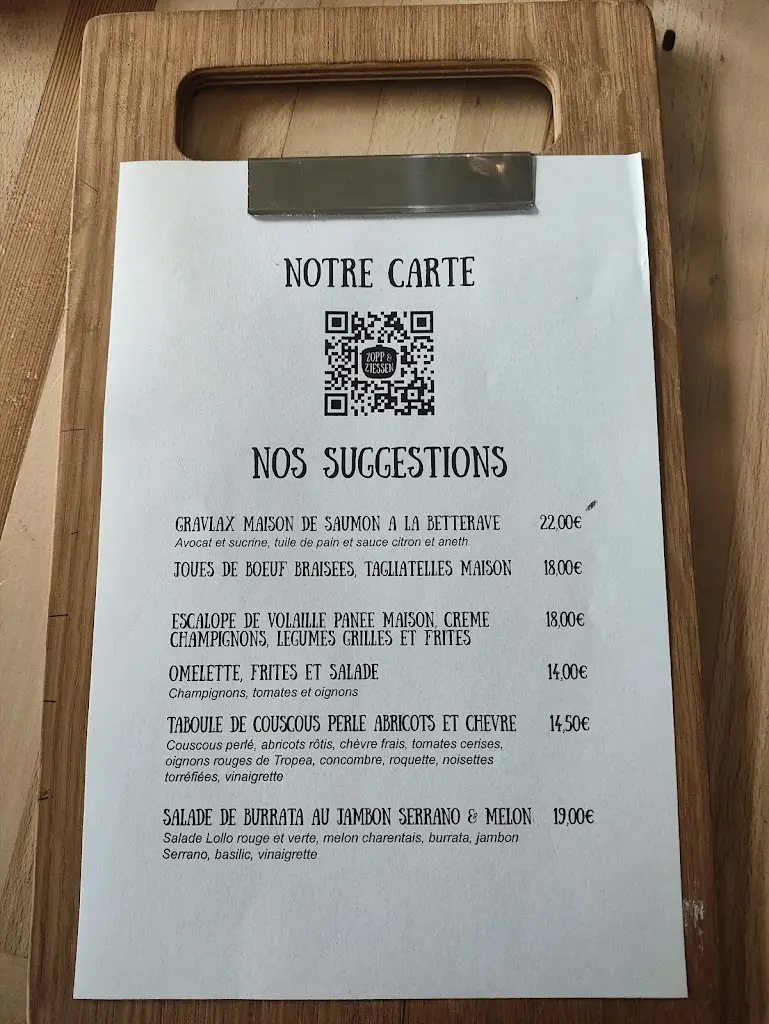 NOTRE CARTE
ZOPP &
ZIESSEN
NOS SUGGESTIONS
GRAVLAX MAISON DE SAUMON A LA BETTERAVE 22,00€
Avocat et sucrine, tuile de pain et sauce citron et aneth
JOUES DE BOEUF BRAISEES, TAGLIATELLES MAISON 18,00€
ESCALOPE DE VOLAILLE PANEE MAISON, CREME 18,00€
CHAMPIGNONS, LEGUMES GRILLES ET FRITES
OMELETTE, FRITES ET SALADE 14,00€
Champignons, tomates et oignons
TABOULE DE COUSCOUS PERLE ABRICOTS ET CHEVRE 14,50€
Couscous perlé, abricots rôtis, chèvre frais, tomates cerises,
oignons rouges de Tropea, concombre, roquette, noisettes
torréfiées, vinaigrette
SALADE DE BURRATA AU JAMBON SERRANO & MELON 19,00€
Salade Lollo rouge et verte, melon charentais, burrata, jambon
Serrano, basilic, vinaigrette